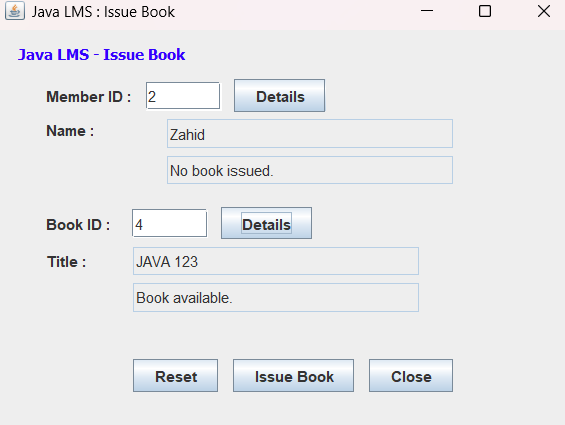 Java LMS : Issue Book
Java LMS - Issue Book
Member ID : 2 Details
Name : Zahid
No book issued.
Book ID : 4 Details
Title : JAVA 123
Book available.
Reset Issue Book Close